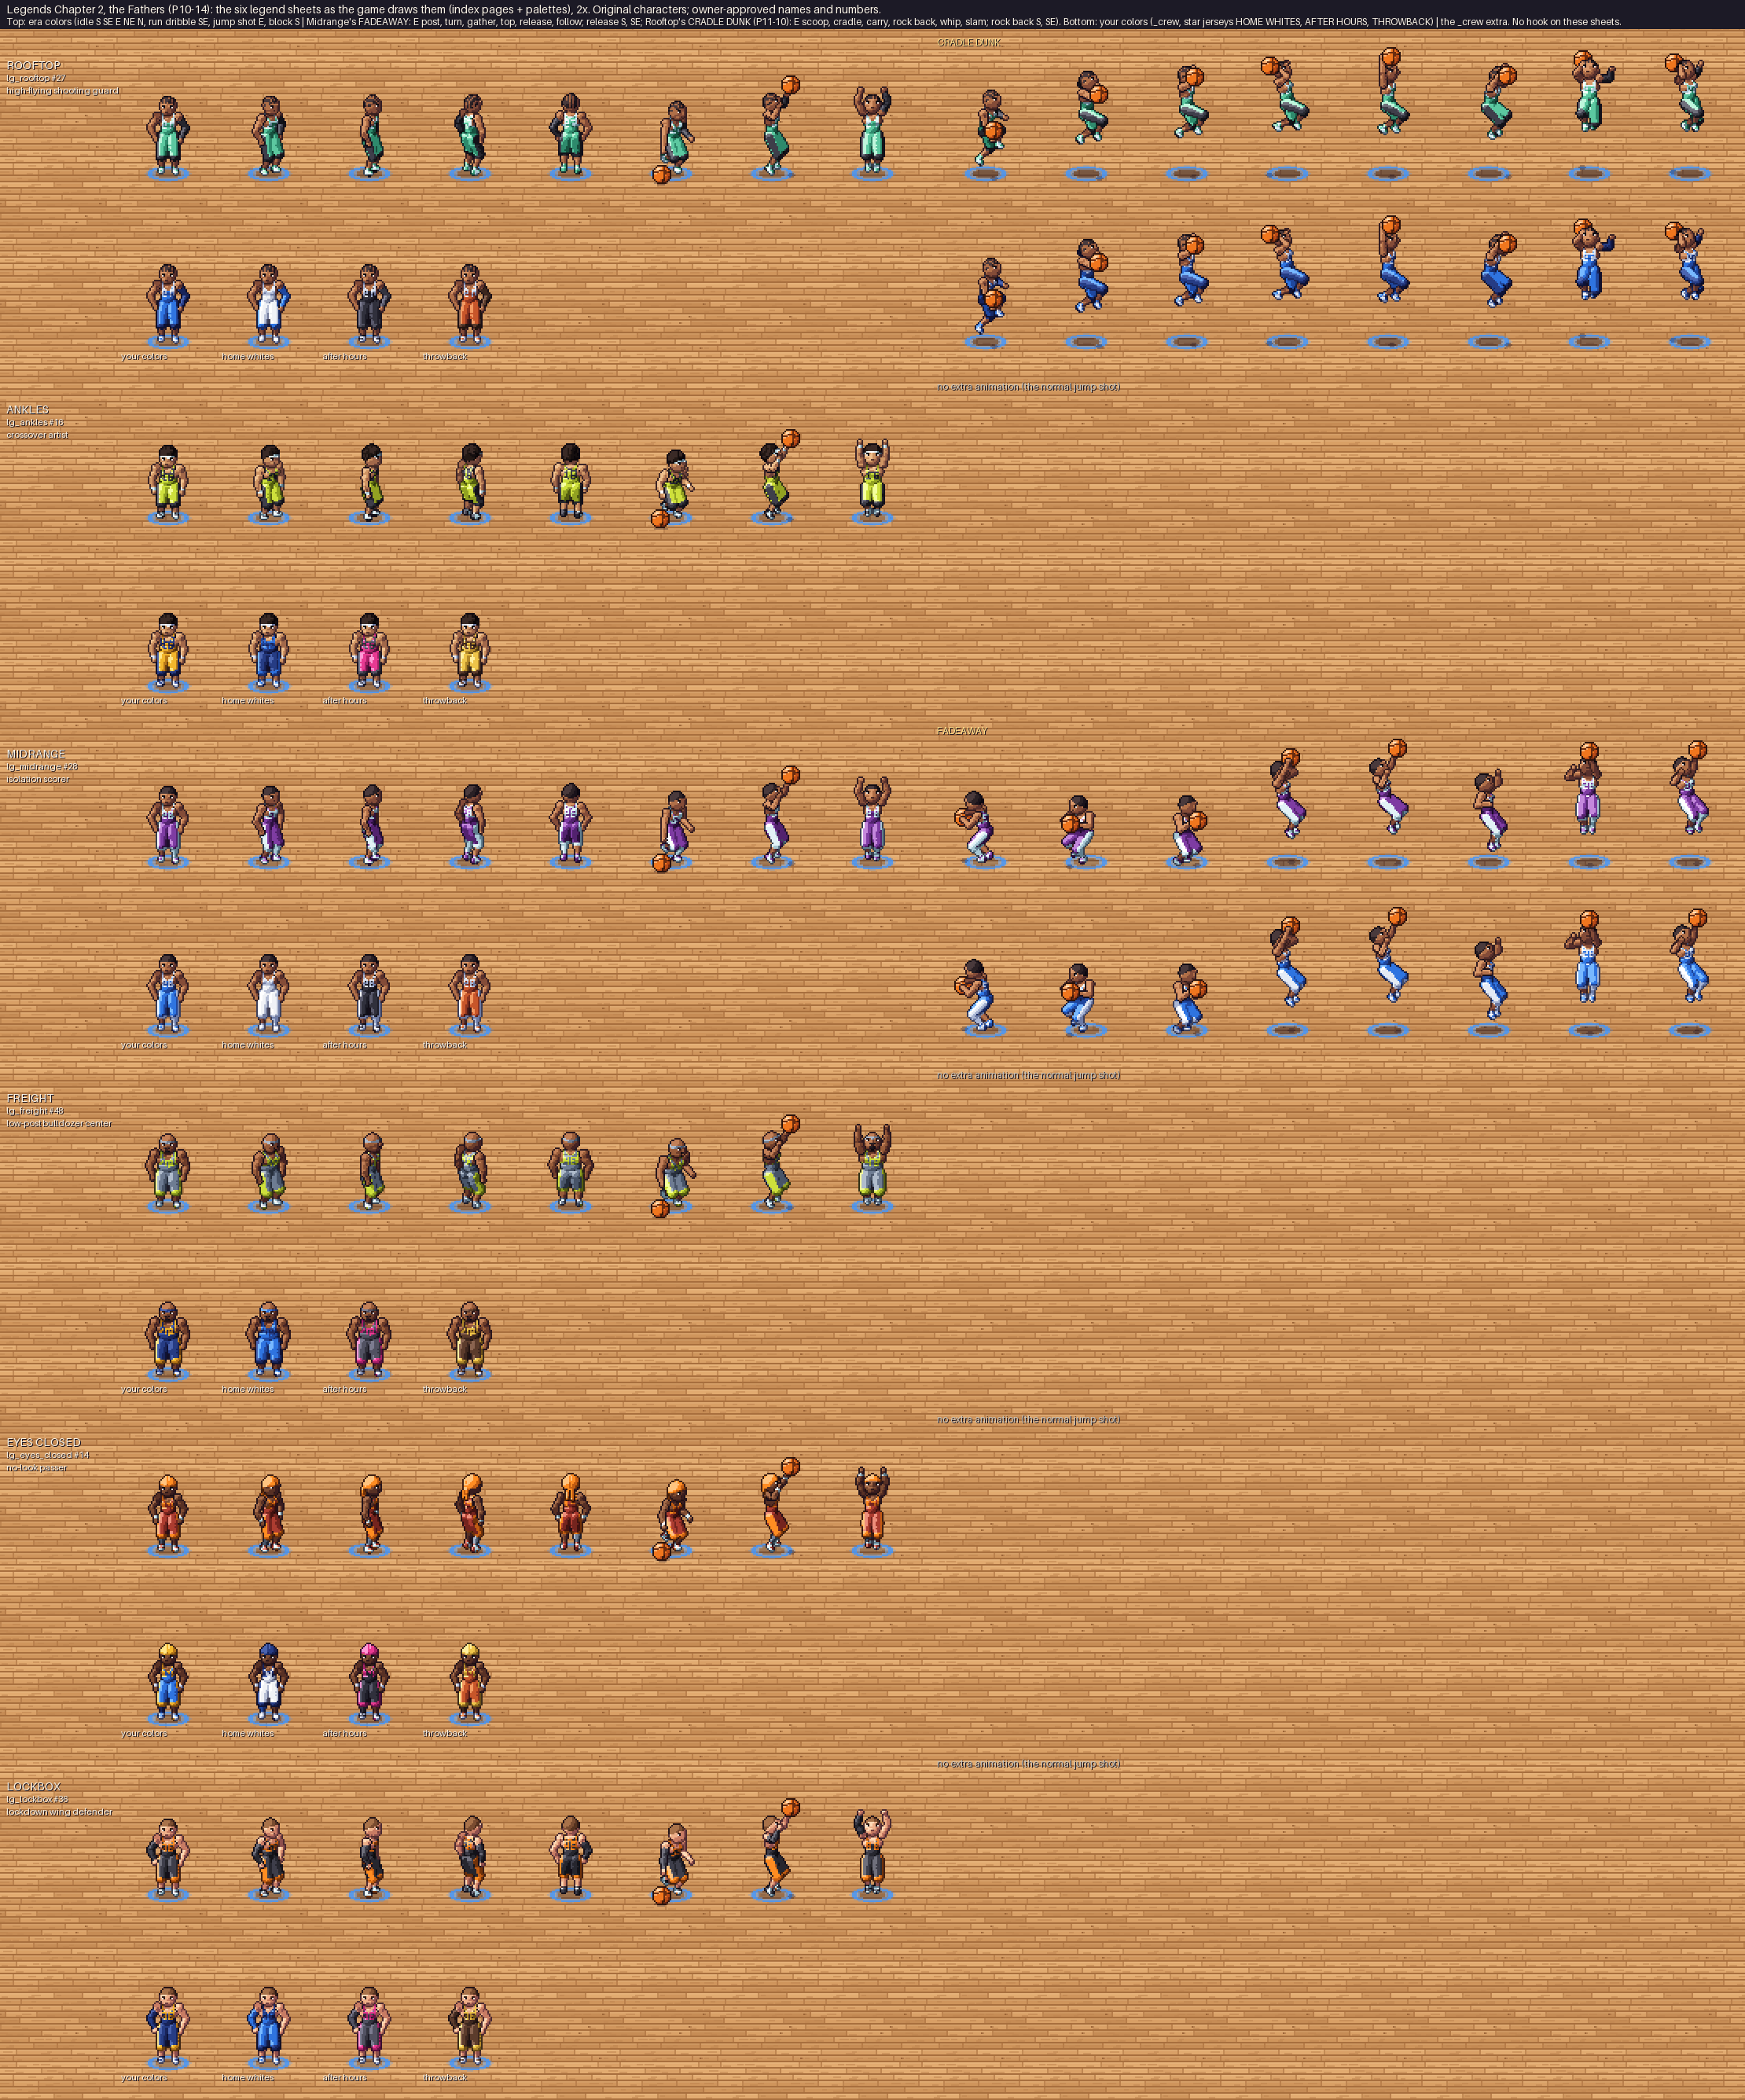 Legends Chapter 2, the Fathers (P10-14): the six legend sheets as the game draws them (index pages + palettes), 2x. Original characters; owner-approved names and numbers.
Top: era colors (idle S SE E NE N, run dribble SE, jump shot E, block S | Midrange's FADEAWAY: E post, turn, gather, top, release, follow; release S, SE; Rooftop's CRADLE DUNK (P11-10): E scoop, cradle, carry, rock back, whip, slam; rock back S, SE). Bottom: your colors (_crew, star jerseys HOME WHITES, AFTER HOURS, THROWBACK) | the _crew extra. No hook on these sheets.
CRADLE DUNK
ROOFTOP
lg_rooftop #27
high-flying shooting guard
your colors home whites after hours throwback
no extra animation (the normal jump shot)
ANKLES
lg_ankles #16
crossover artist
your colors home whites after hours throwback
FADEAWAY
MIDRANGE
lg_midrange #28
isolation scorer
your colors home whites after hours throwback
no extra animation (the normal jump shot)
FREIGHT
lg_freight #48
low-post bulldozer center
your colors home whites after hours throwback
no extra animation (the normal jump shot)
EYES CLOSED
lg_eyes_closed #14
no-look passer
your colors home whites after hours throwback
no extra animation (the normal jump shot)
LOCKBOX
lg_lockbox #36
lockdown wing defender
your colors home whites after hours throwback